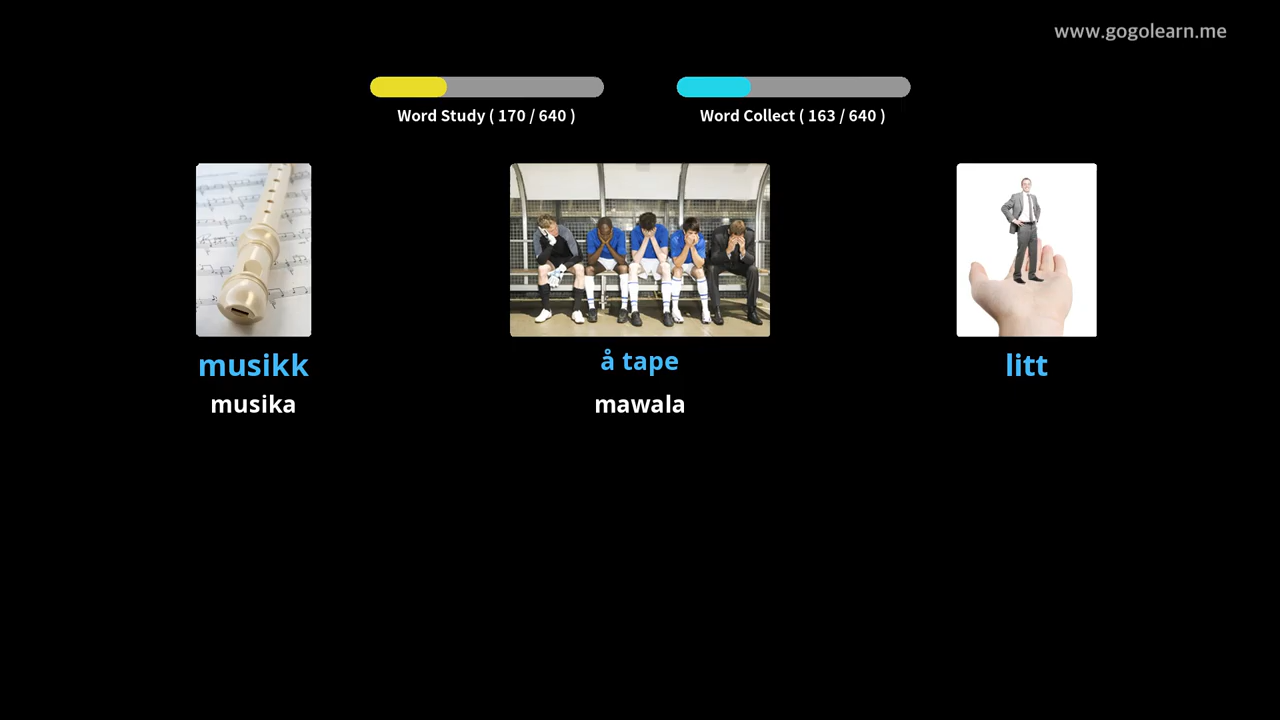 www.gogolearn.me
Word Study ( 170 / 640 )
Word Collect ( 163 / 640 )
musikk
å tape
litt
musika
mawala